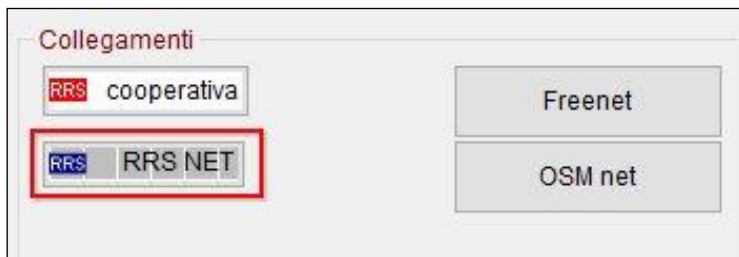 Collegamenti
RRS cooperativa
Freenet
RRS RRS NET
OSM net